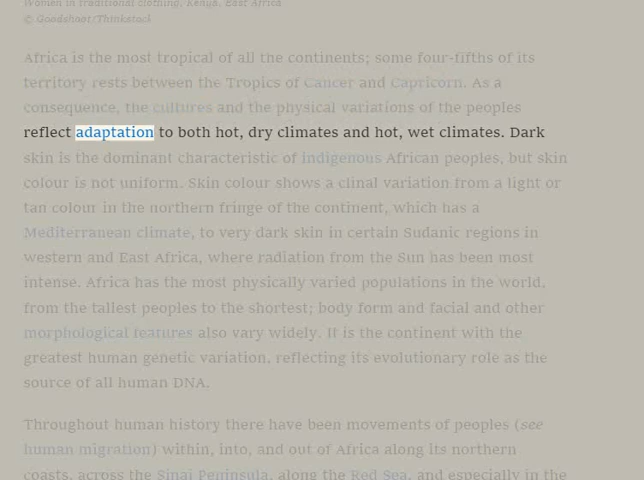 Women in traditional clothing, Kenya, East Africa
© Goodshoot/Thinkstock
Africa is the most tropical of all the continents; some four-fifths of its
territory rests between the Tropics of Cancer and Capricorn. As a
consequence, the cultures and the physical variations of the peoples
reflect adaptation to both hot, dry climates and hot, wet climates. Dark
skin is the dominant characteristic of indigenous African peoples, but skin
colour is not uniform. Skin colour shows a clinal variation from a light or
tan colour in the northern fringe of the continent, which has a
Mediterranean climate, to very dark skin in certain Sudanic regions in
western and East Africa, where radiation from the Sun has been most
intense. Africa has the most physically varied populations in the world,
from the tallest peoples to the shortest; body form and facial and other
morphological features also vary widely. It is the continent with the
greatest human genetic variation, reflecting its evolutionary role as the
source of all human DNA.
Throughout human history there have been movements of peoples (see
human migration) within, into, and out of Africa along its northern
coasts, across the Sinai Peninsula, along the Red Sea, and especially in the